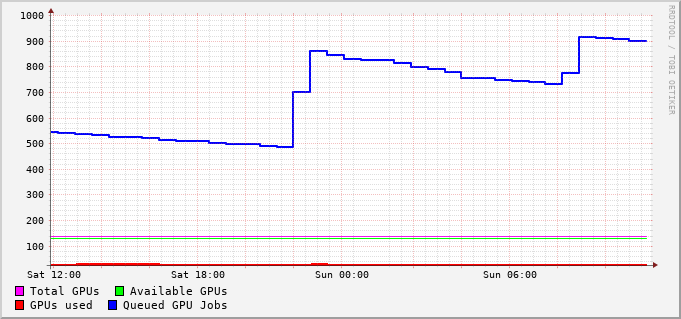 1000
900
800
700
600
500
400
300
200
100
Sat 12:00 Sat 18:00 Sun 00:00 Sun 06:00
Total GPUs Available GPUs
GPUs used Queued GPU Jobs
RRDTOOL / TOBI OETIKER